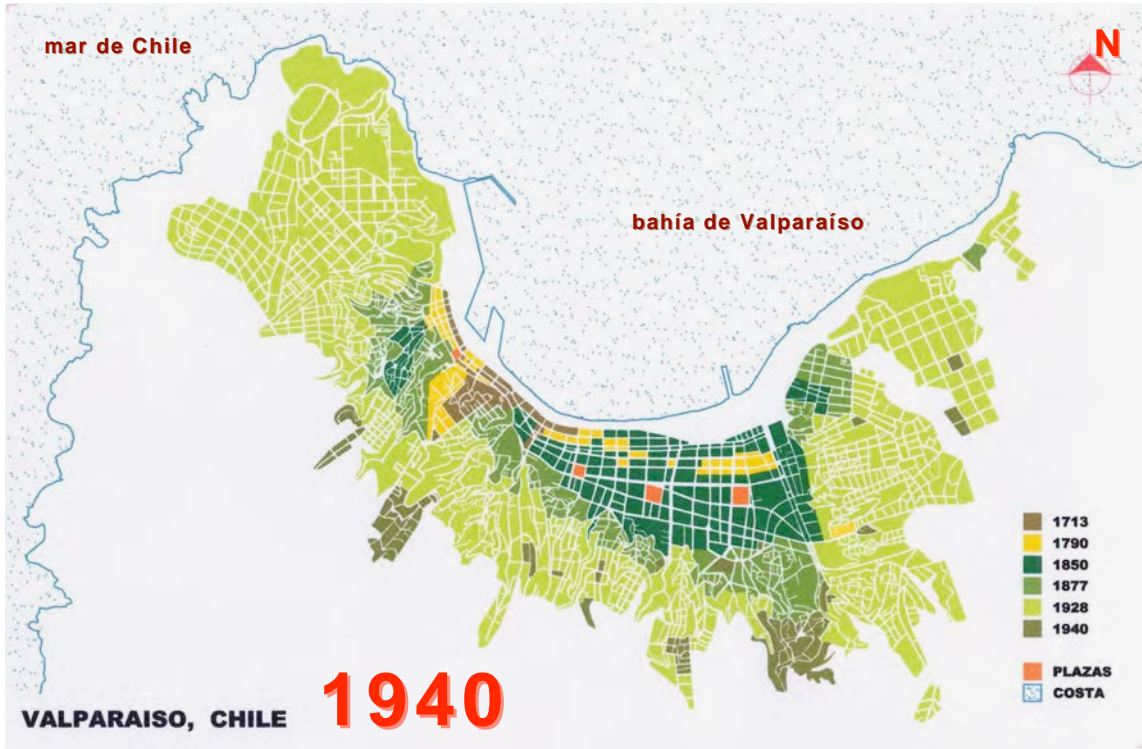 mar de Chile
N
bahía de Valparaíso
1713
1790
1850
1877
1928
1940
PLAZAS
COSTA
VALPARAISO, CHILE
1940